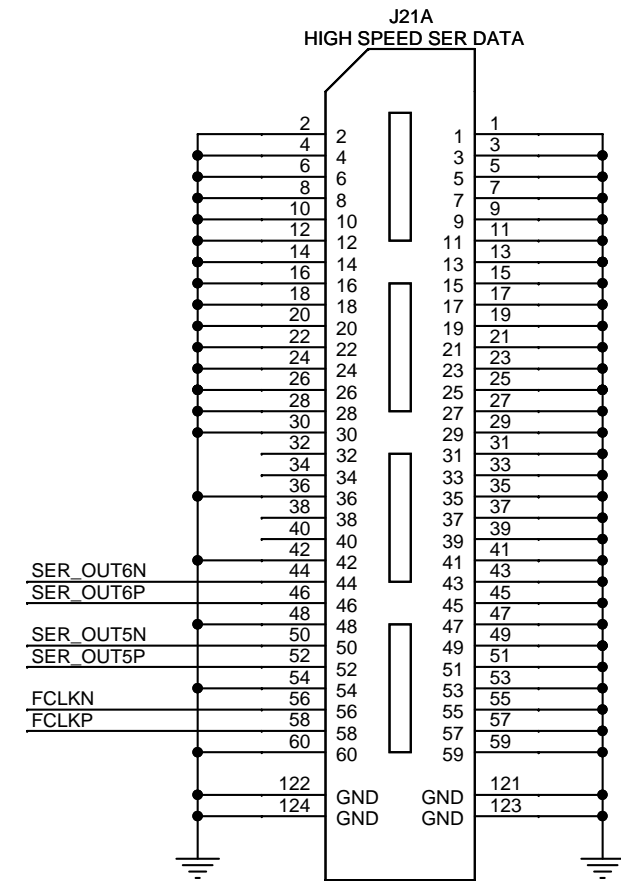 J21A
HIGH SPEED SER DATA
2 2 1 1
4 4 3 3
6 6 5 5
8 8 7 7
10 10 9 9
12 12 11 11
14 14 13 13
16 16 15 15
18 18 17 17
20 20 19 19
22 22 21 21
24 24 23 23
26 26 25 25
28 28 27 27
30 30 29 29
32 32 31 31
34 34 33 33
36 36 35 35
38 38 37 37
40 40 39 39
42 42 41 41
SER_OUT6N 44 44 43 43
SER_OUT6P 46 46 45 45
48 48 47 47
SER_OUT5N 50 50 49 49
SER_OUT5P 52 52 51 51
54 54 53 53
FCLKN 56 56 55 55
FCLKP 58 58 57 57
60 60 59 59
122 GND GND 121
124 GND GND 123